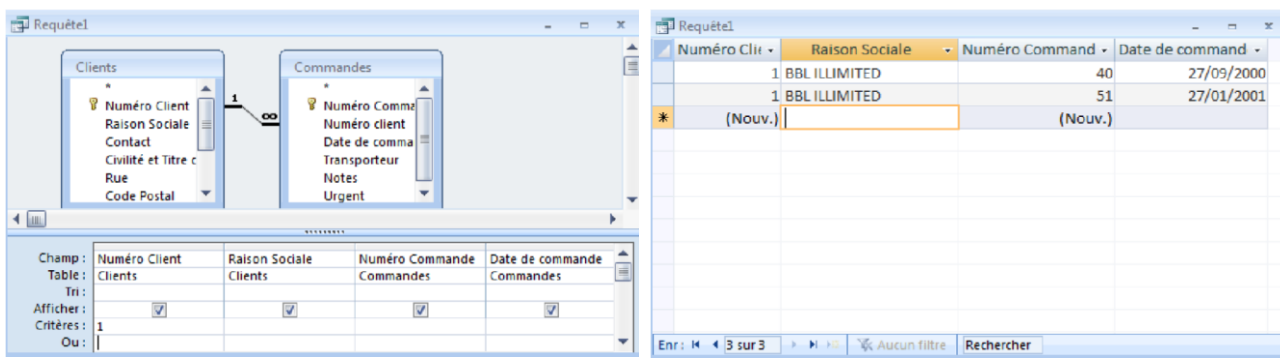 Requête1
Clients
*
Numéro Client
Raison Sociale
Contact
Civilité et Titre c
Rue
Code Postal
1
∞
Commandes
*
Numéro Comma
Numéro client
Date de comma
Transporteur
Notes
Urgent
Champ : Numéro Client Raison Sociale Numéro Commande Date de commande
Table : Clients Clients Commandes Commandes
Tri :
Afficher :
Critères : 1
Ou :
Requête1
Numéro Clie Raison Sociale Numéro Command Date de command
1 BBL ILLIMITED 40 27/09/2000
1 BBL ILLIMITED 51 27/01/2001
* (Nouv.) (Nouv.)
Enr : 3 sur 3 Aucun filtre Rechercher